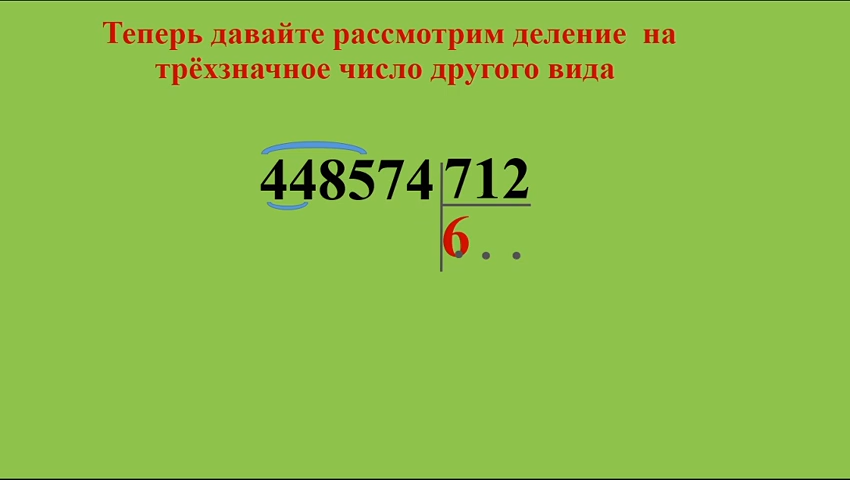 Теперь давайте рассмотрим деление на
трёхзначное число другого вида
448574 712
6 . . .